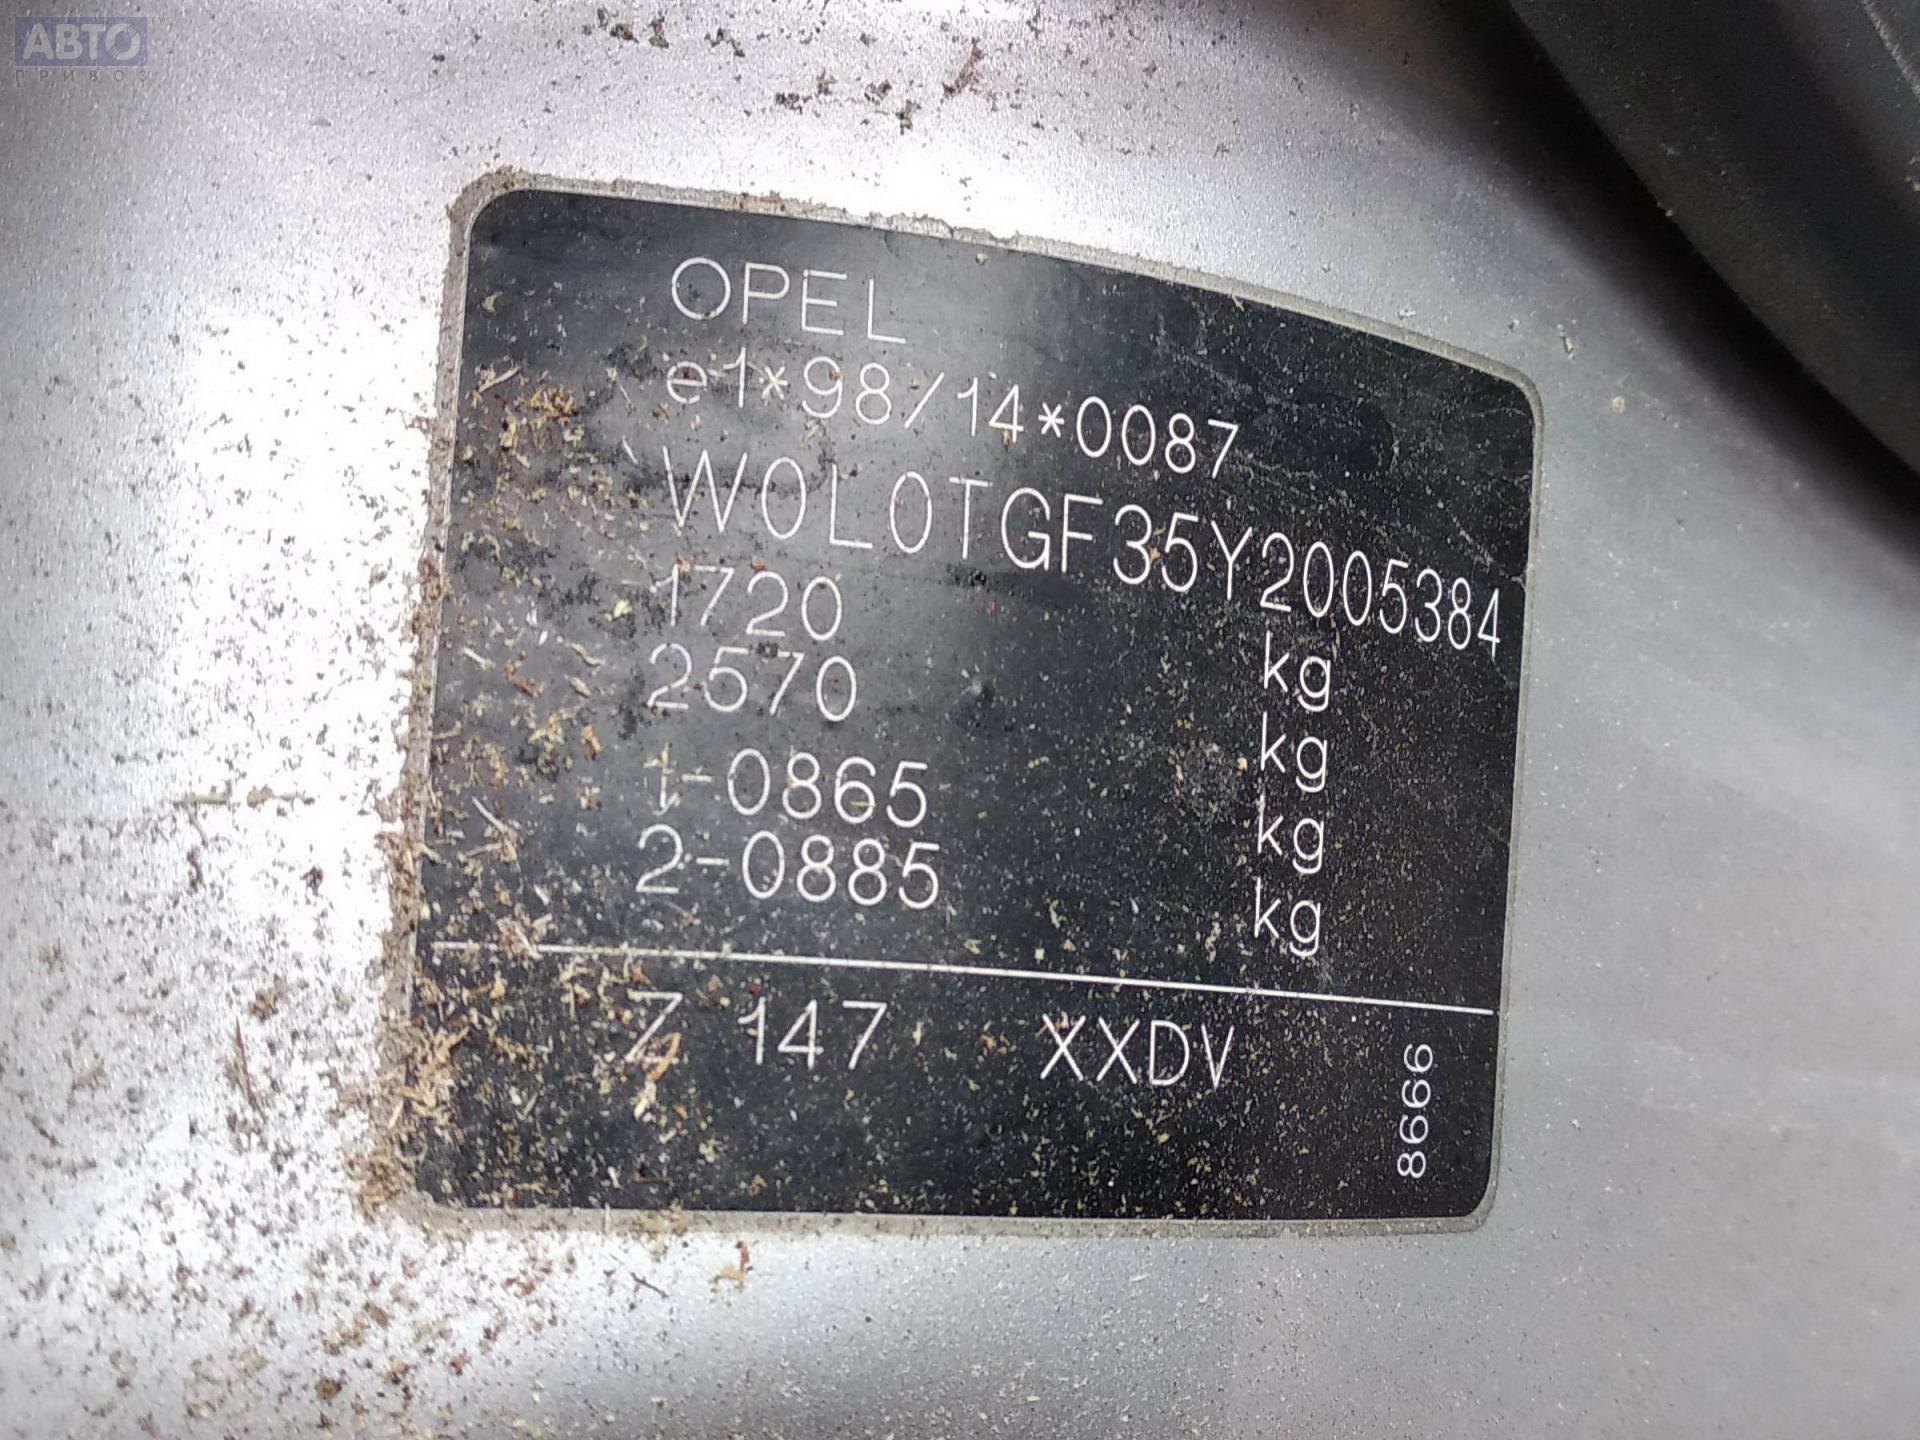 АВТО
ПРИВОЗ
OPEL
e1*98/14*0087
W0L0TGF35Y2005384
1720 kg
2570 kg
1-0865 kg
2-0885 kg
Z 147 XXDV
8666